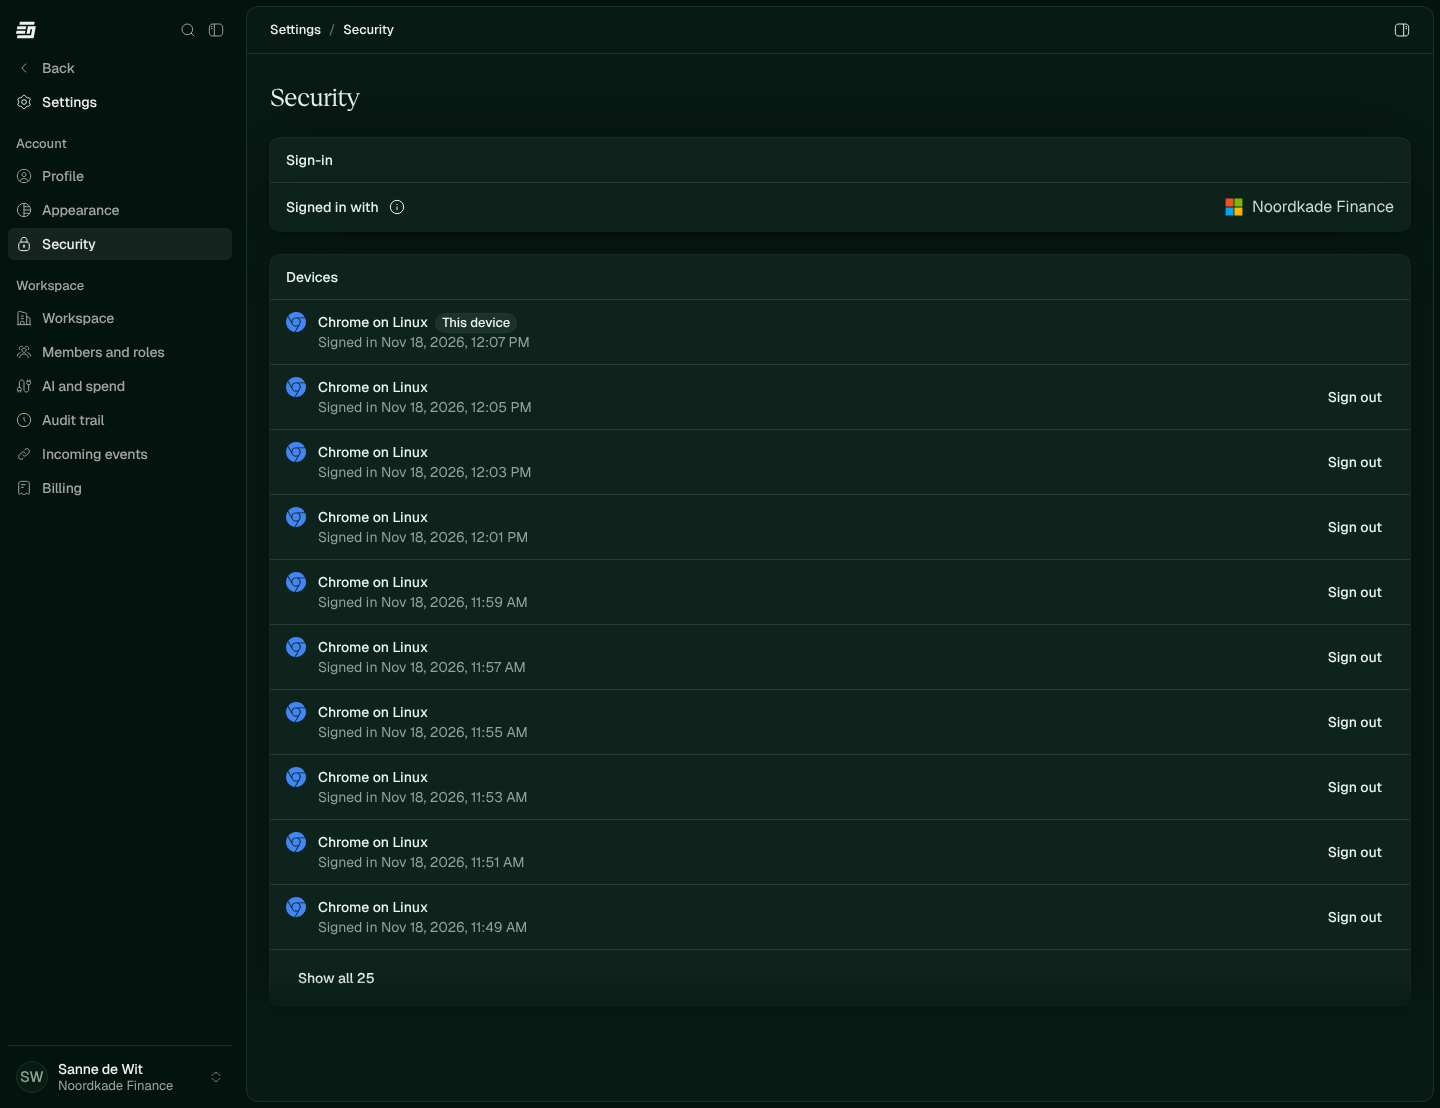 Back
Settings
Account
Profile
Appearance
Security
Workspace
Workspace
Members and roles
AI and spend
Audit trail
Incoming events
Billing
SW
Sanne de Wit
Noordkade Finance
Settings / Security
Security
Sign-in
Signed in with
Noordkade Finance
Devices
Chrome on Linux This device
Signed in Nov 18, 2026, 12:07 PM
Chrome on Linux
Signed in Nov 18, 2026, 12:05 PM
Sign out
Chrome on Linux
Signed in Nov 18, 2026, 12:03 PM
Sign out
Chrome on Linux
Signed in Nov 18, 2026, 12:01 PM
Sign out
Chrome on Linux
Signed in Nov 18, 2026, 11:59 AM
Sign out
Chrome on Linux
Signed in Nov 18, 2026, 11:57 AM
Sign out
Chrome on Linux
Signed in Nov 18, 2026, 11:55 AM
Sign out
Chrome on Linux
Signed in Nov 18, 2026, 11:53 AM
Sign out
Chrome on Linux
Signed in Nov 18, 2026, 11:51 AM
Sign out
Chrome on Linux
Signed in Nov 18, 2026, 11:49 AM
Sign out
Show all 25